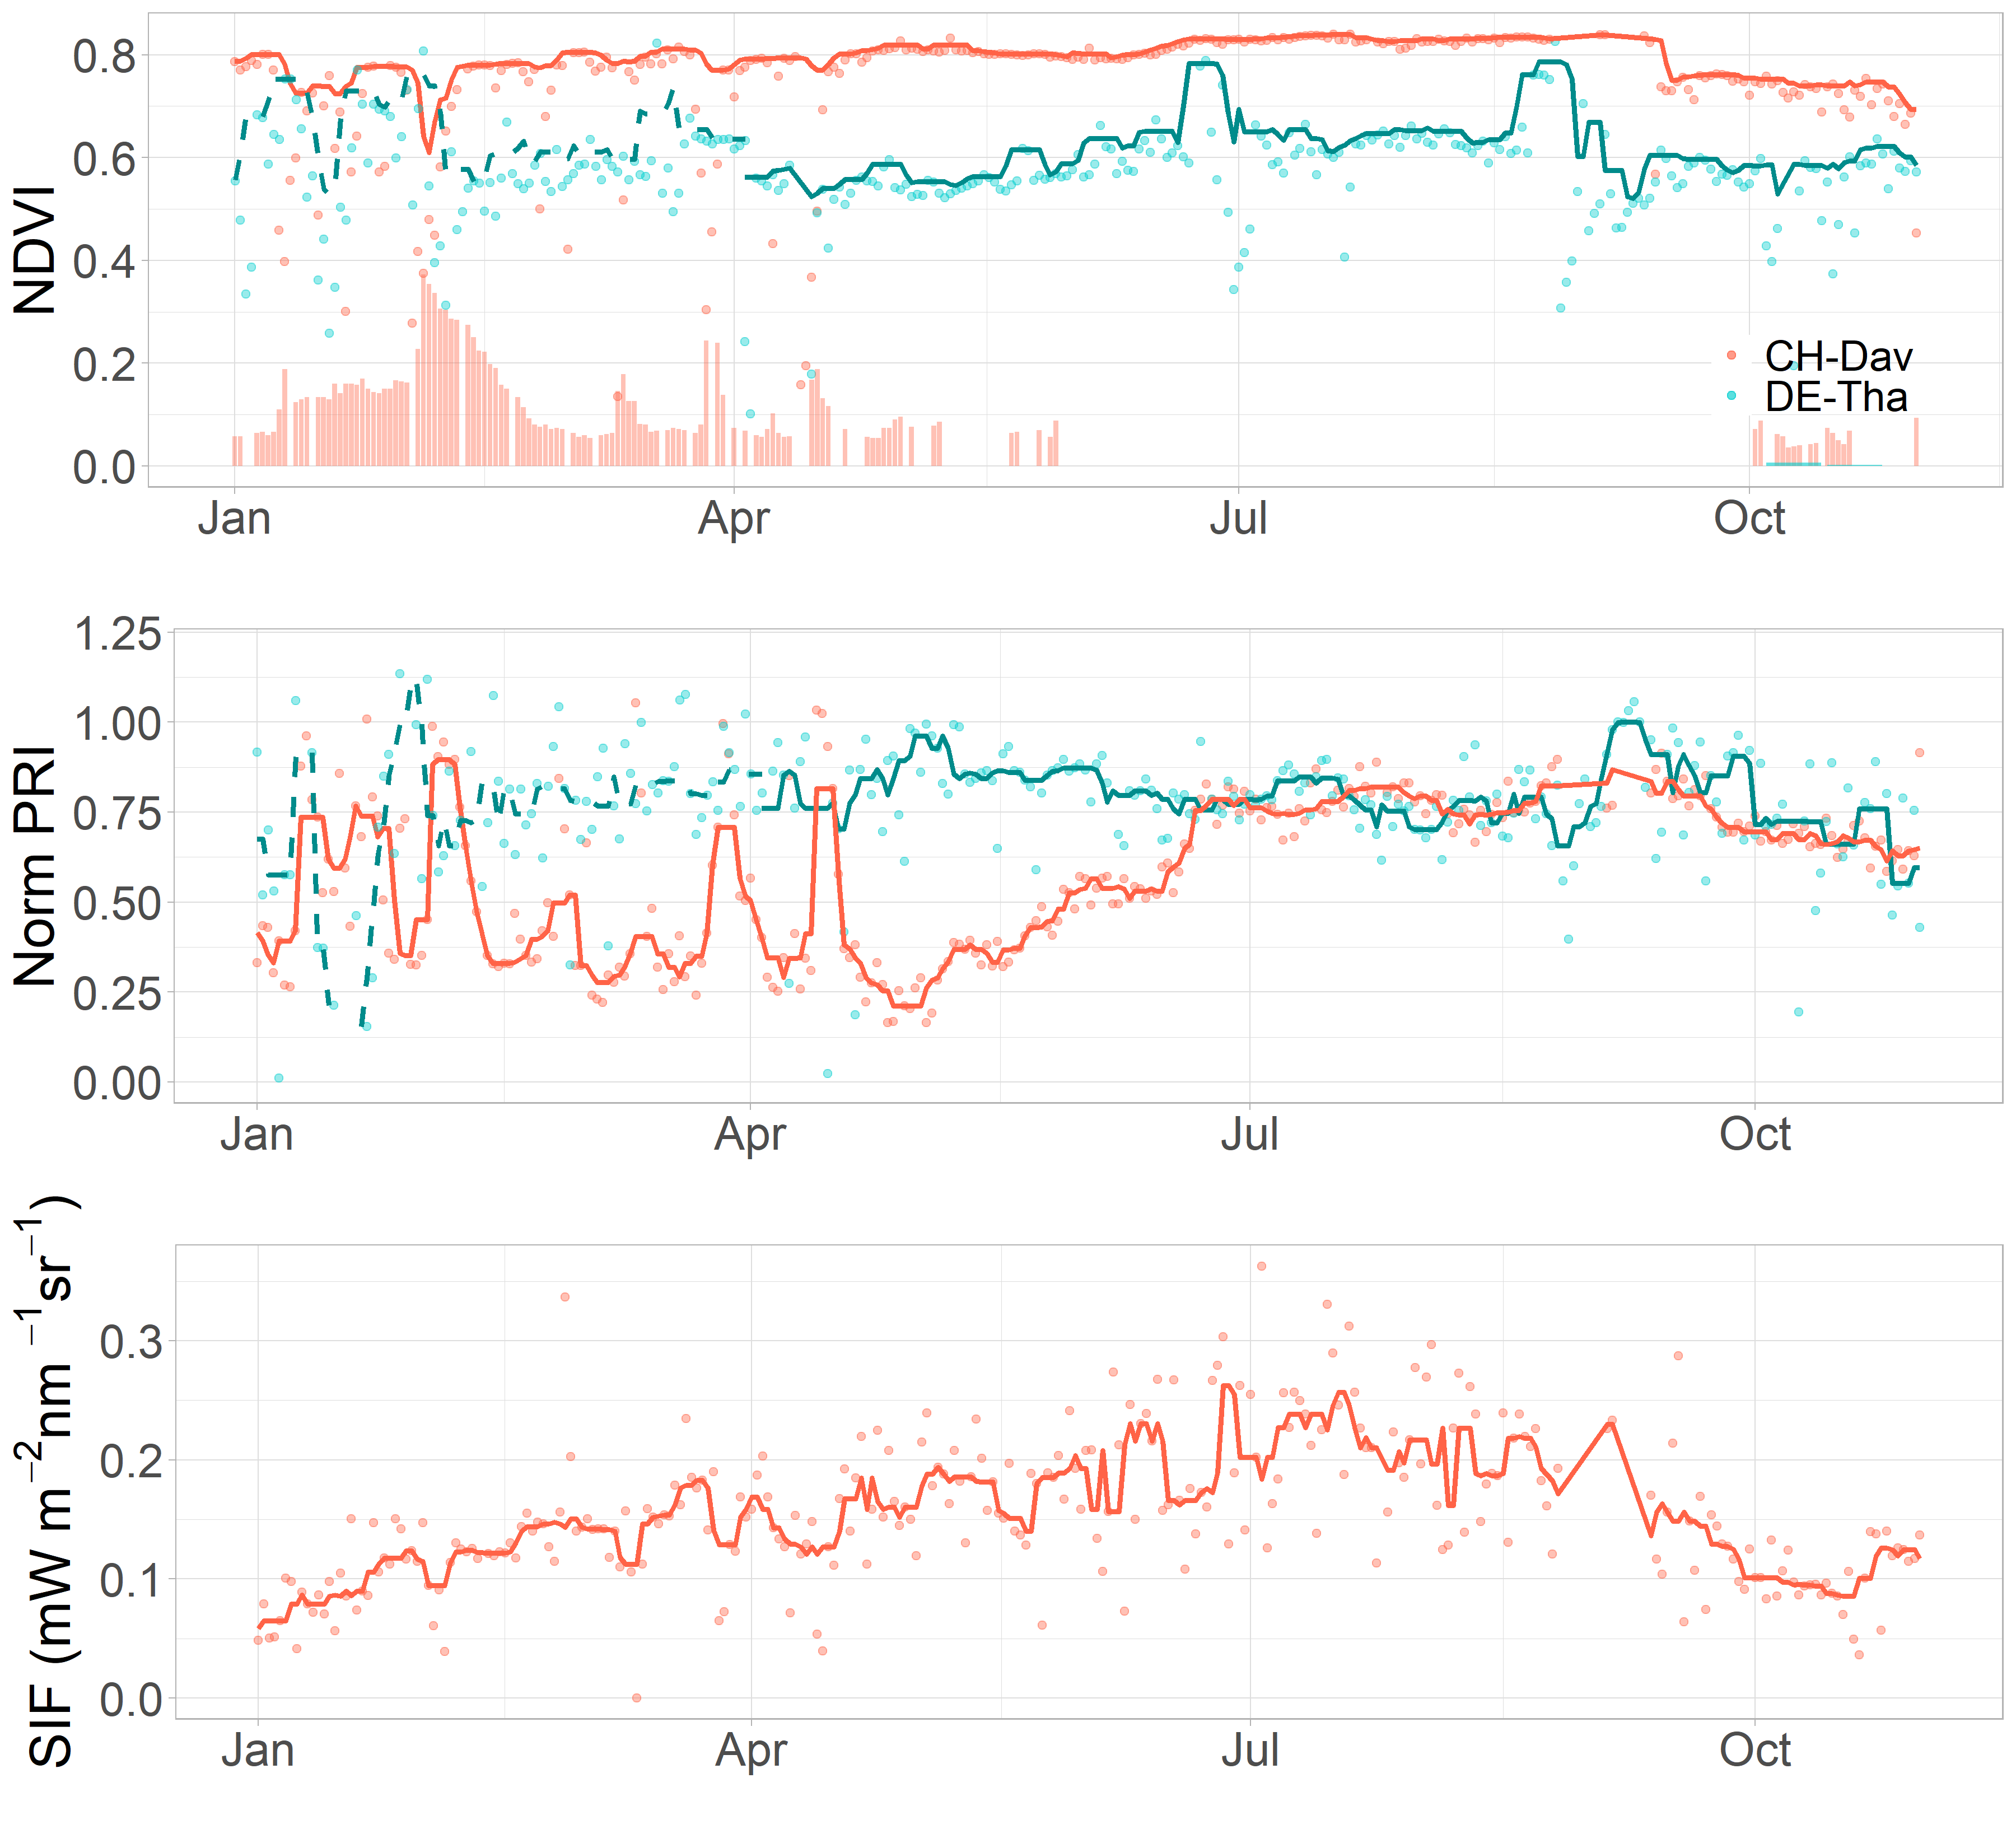 NDVI
0.8
0.6
0.4
0.2
0.0
CH-Dav
DE-Tha
Jan Apr Jul Oct
Norm PRI
1.25
1.00
0.75
0.50
0.25
0.00
Jan Apr Jul Oct
SIF (mW m⁻²nm ⁻¹sr⁻¹)
0.3
0.2
0.1
0.0
Jan Apr Jul Oct